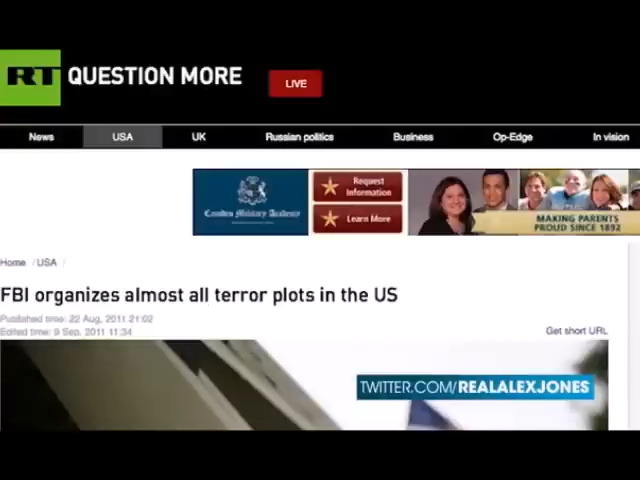 RT QUESTION MORE
LIVE
News USA UK Russian politics Business Op-Edge In vision
Camden Military Academy
Request Information
Learn More
MAKING PARENTS
PROUD SINCE 1892
Home / USA /
FBI organizes almost all terror plots in the US
Published time: 22 Aug, 2011 21:02
Edited time: 9 Sep, 2011 11:34
Get short URL
TWITTER.COM/REALALEXJONES